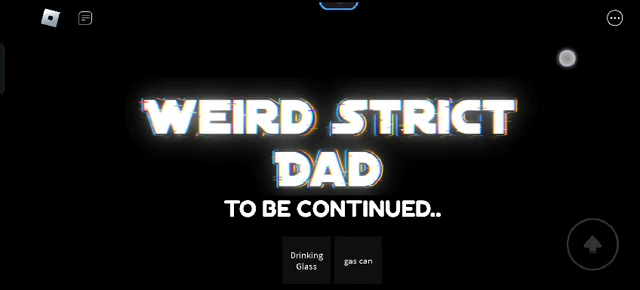 WEIRD STRICT
DAD
TO BE CONTINUED..
Drinking
Glass
gas can